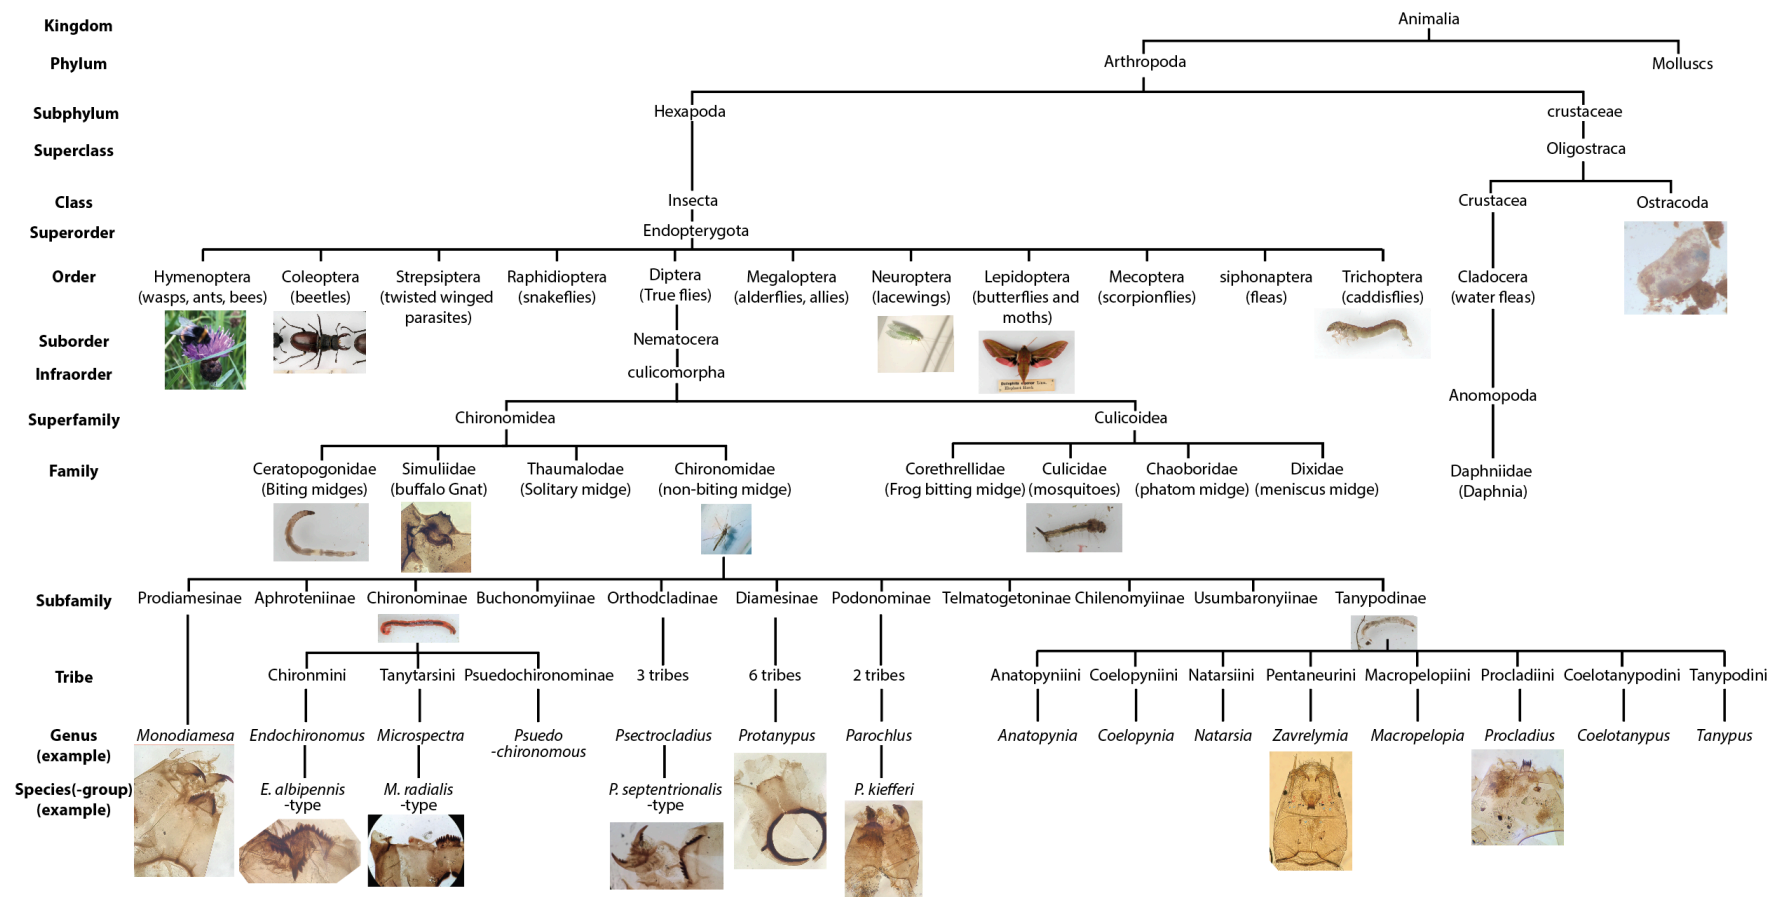 Kingdom
Animalia
Phylum
Arthropoda
Molluscs
Subphylum
Hexapoda
crustaceae
Superclass
Oligostraca
Class
Insecta
Crustacea
Ostracoda
Superorder
Endopterygota
Order
Hymenoptera
(wasps, ants, bees)
Coleoptera
(beetles)
Strepsiptera
(twisted winged
parasites)
Raphidioptera
(snakeflies)
Diptera
(True flies)
Megaloptera
(alderflies, allies)
Neuroptera
(lacewings)
Lepidoptera
(butterflies and
moths)
Mecoptera
(scorpionflies)
siphonaptera
(fleas)
Trichoptera
(caddisflies)
Cladocera
(water fleas)
Suborder
Nematocera
Infraorder
culicomorpha
Anomopoda
Superfamily
Chironomidea
Culicoidea
Family
Ceratopogonidae
(Biting midges)
Simuliidae
(buffalo Gnat)
Thaumalodae
(Solitary midge)
Chironomidae
(non-biting midge)
Corethrellidae
(Frog bitting midge)
Culicidae
(mosquitoes)
Chaoboridae
(phatom midge)
Dixidae
(meniscus midge)
Daphniidae
(Daphnia)
Subfamily
Prodiamesinae
Aphroteniinae
Chironominae
Buchonomyiinae
Orthodcladinae
Diamesinae
Podonominae
Telmatogetoninae
Chilenomyiinae
Usumbaronyiinae
Tanypodinae
Tribe
Chironmini
Tanytarsini
Psuedochironominae
3 tribes
6 tribes
2 tribes
Anatopyniini
Coelopyniini
Natarsiini
Pentaneurini
Macropelopiini
Procladiini
Coelotanypodini
Tanypodini
Genus
(example)
Monodiamesa
Endochironomus
Microspectra
Psuedo
-chironomous
Psectrocladius
Protanypus
Parochlus
Anatopynia
Coelopynia
Natarsia
Zavrelymia
Macropelopia
Procladius
Coelotanypus
Tanypus
Species(-group)
(example)
E. albipennis
-type
M. radialis
-type
P. septentrionalis
-type
P. kiefferi